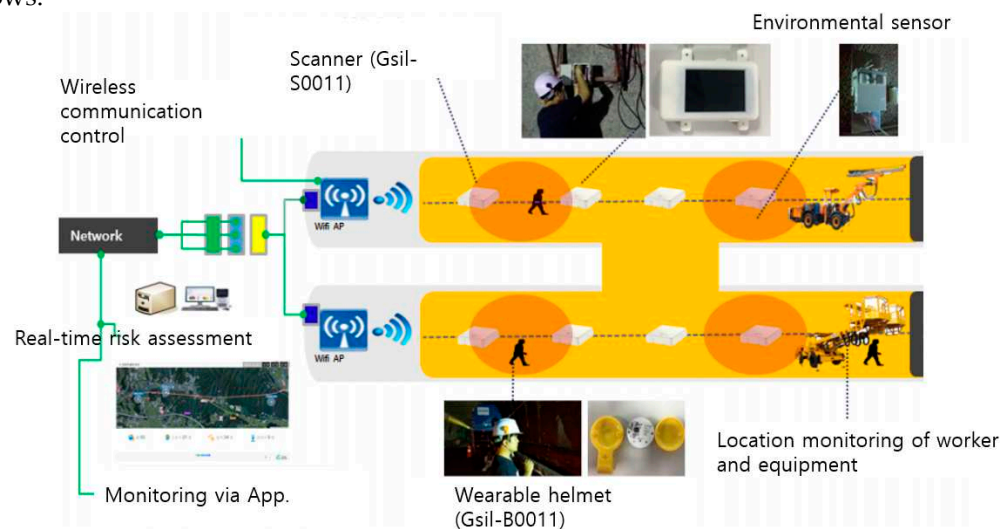 ows:
Environmental sensor
Scanner (Gsil-
S0011)
Wireless
communication
control
Wifi AP
Network
Real-time risk assessment
Wifi AP
Monitoring via App.
Wearable helmet
(Gsil-B0011)
Location monitoring of worker
and equipment